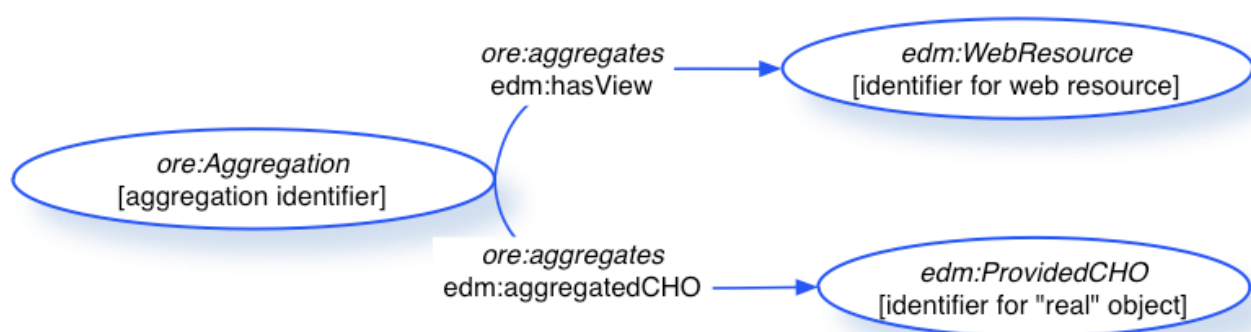 ore:aggregates
edm:hasView
edm:WebResource
[identifier for web resource]
ore:Aggregation
[aggregation identifier]
ore:aggregates
edm:aggregatedCHO
edm:ProvidedCHO
[identifier for "real" object]